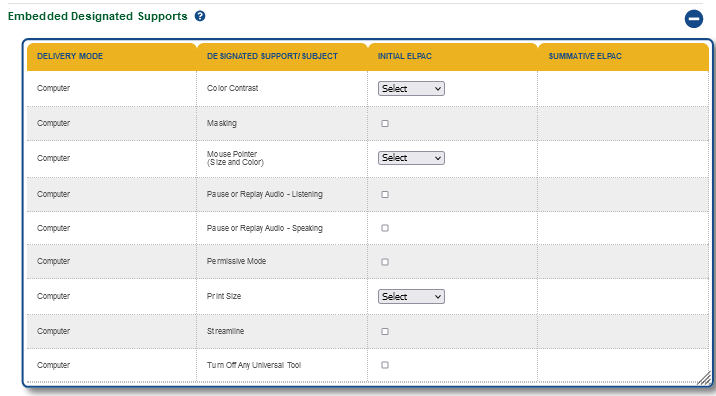 Embedded Designated Supports ?
DELIVERY MODE DESIGNATED SUPPORT/SUBJECT INITIAL ELPAC SUMMATIVE ELPAC
Computer Color Contrast Select
Computer Masking
Computer Mouse Pointer
(Size and Color) Select
Computer Pause or Replay Audio - Listening
Computer Pause or Replay Audio - Speaking
Computer Permissive Mode
Computer Print Size Select
Computer Streamline
Computer Turn Off Any Universal Tool